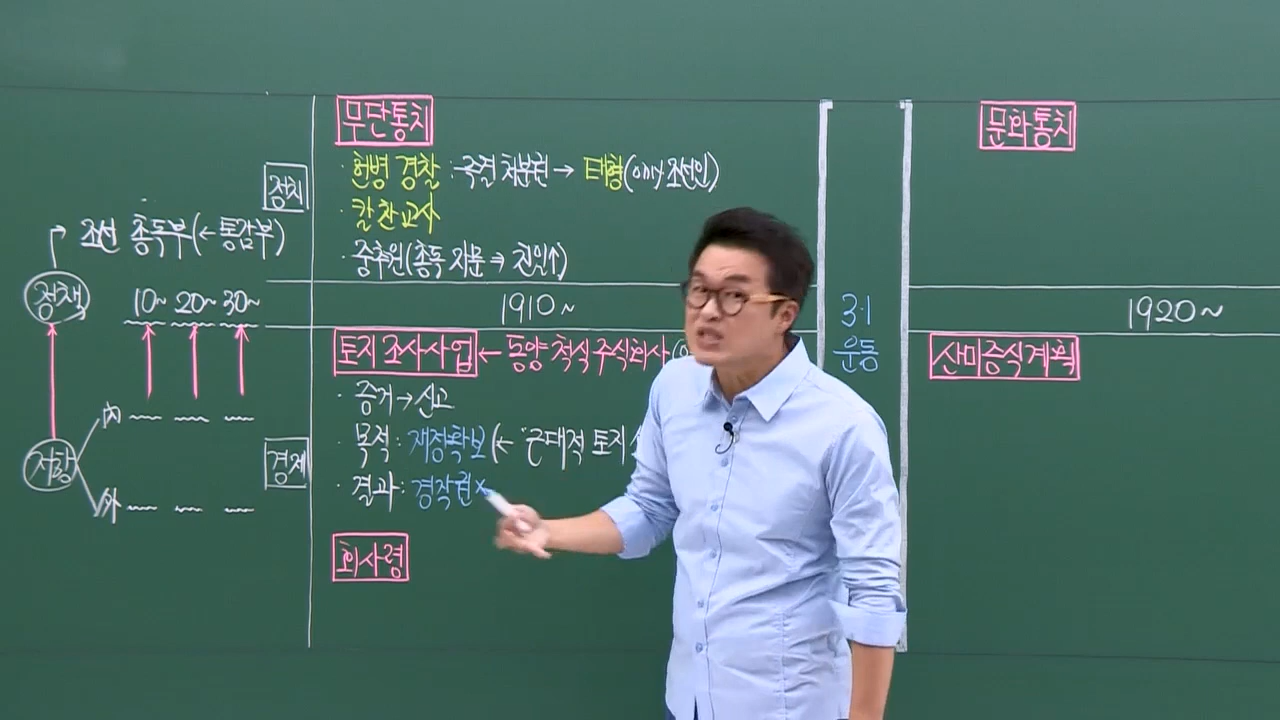 무단통치
정치
· 헌병 경찰 : 즉결 처분권 → 태형(only 조선인)
· 칼 찬 교사
· 중추원(총독 자문 ⇒ 친일↑)
조선 총독부(← 통감부)
정책
10~ 20~ 30~
1910~
토지 조사 사업 ← 동양 척식 주식회사(
· 증거 → 신고
· 목적 : 재정확보(← 근대적 토지
· 결과 : 경작권×
회사령
경제
저항
内
外
3·1
운동
문화통치
1920~
산미증식계획